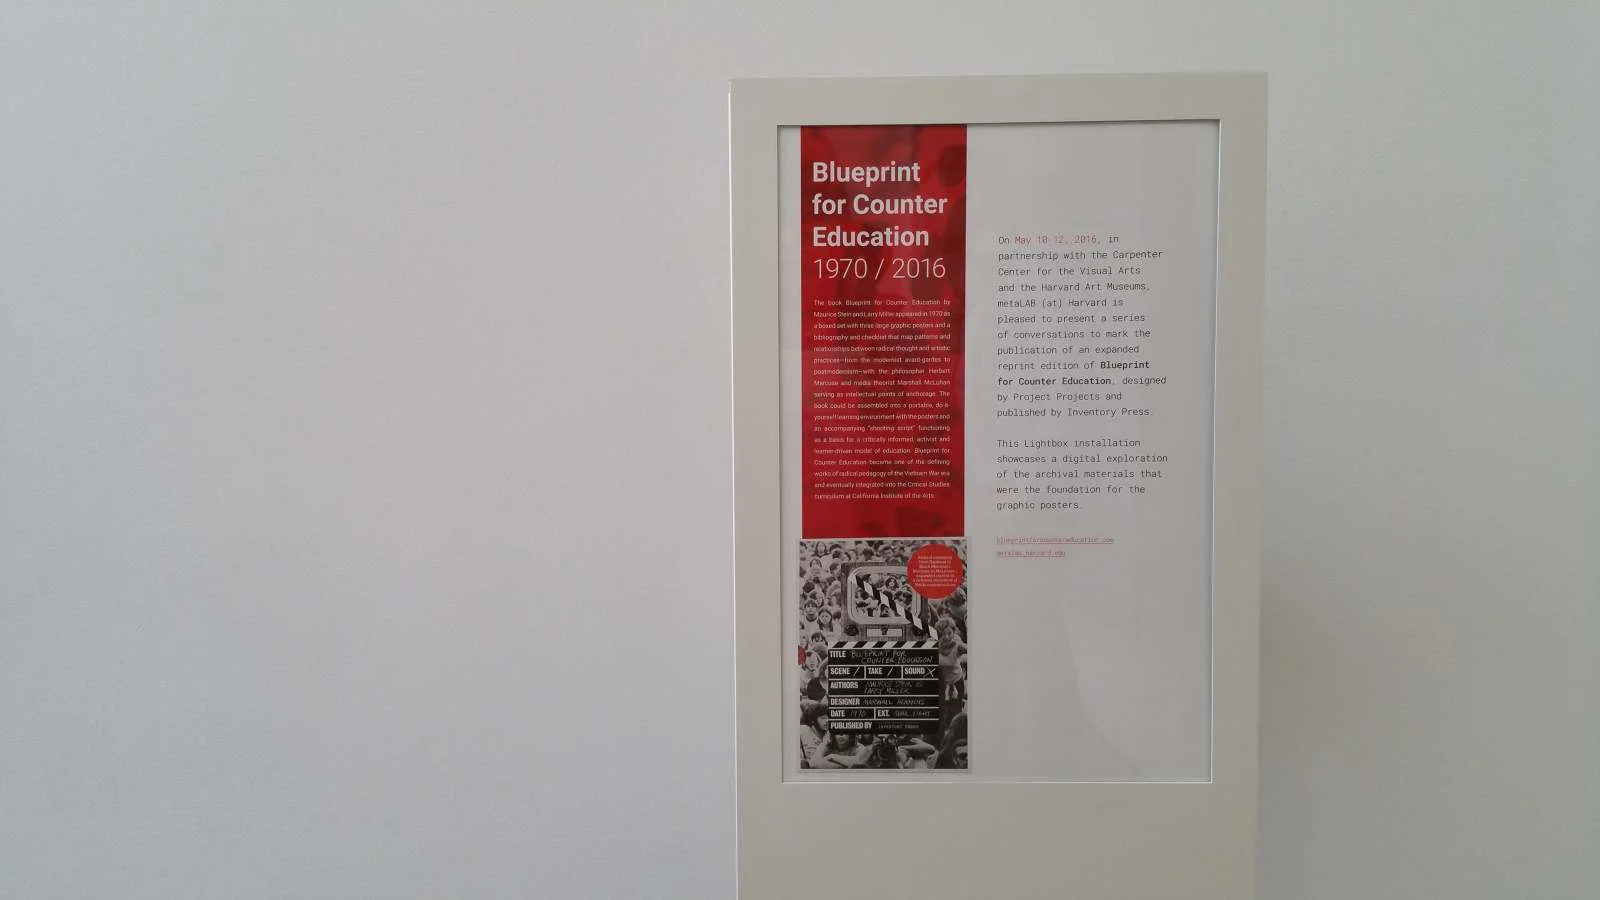 Blueprint
for Counter
Education
1970 / 2016
The book Blueprint for Counter Education by
Maurice Stein and Larry Miller appeared in 1970 as
a boxed set with three large graphic posters and a
bibliography and checklist that map patterns and
relationships between radical thought and artistic
practices—from the modernist avant-gardes to
postmodernism—with the philosopher Herbert
Marcuse and media theorist Marshall McLuhan
serving as intellectual points of anchorage. The
book could be assembled into a portable, do-it-
yourself learning environment with the posters and
an accompanying "shooting script" functioning
as a basis for a critically informed, activist and
learner-driven model of education. Blueprint for
Counter Education became one of the defining
works of radical pedagogy of the Vietnam War era
and eventually integrated into the Critical Studies
curriculum at California Institute of the Arts.
TITLE BLUEPRINT FOR
COUNTER EDUCATION
SCENE / TAKE / SOUND X
AUTHORS MAURICE STEIN &
LARRY MILLER
DESIGNER MARSHALL
DATE 1970 EXT.
PUBLISHED BY INVENTORY PRESS
On May 10-12, 2016, in
partnership with the Carpenter
Center for the Visual Arts
and the Harvard Art Museums,
metaLAB (at) Harvard is
pleased to present a series
of conversations to mark the
publication of an expanded
reprint edition of Blueprint
for Counter Education, designed
by Project Projects and
published by Inventory Press.
This Lightbox installation
showcases a digital exploration
of the archival materials that
were the foundation for the
graphic posters.
blueprintforcountereducation.com
metalab.harvard.edu